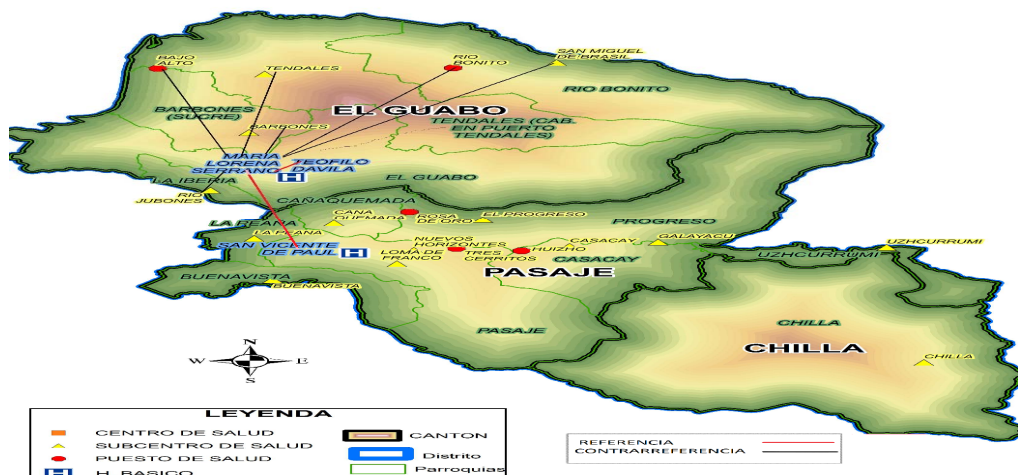 BAJO
ALTO
TENDALES
RIO
BONITO
SAN MIGUEL
DE BRASIL
RIO BONITO
BARBONES
(SUCRE)
EL GUABO
TENDALES (CAB.
EN PUERTO
TENDALES)
BARBONES
MARÍA
LORENA
SERRANO
TEOFILO
DAVILA
H
LA IBERIA
EL GUABO
RIO
JUBONES
CAÑAQUEMADA
LA PEAÑA
CANA
QUEMADA
ROSA
DE ORO
EL PROGRESO
PROGRESO
LA PEANA
SAN VICENTE
DE PAUL
H
NUEVOS
HORIZONTES
LOMA DE
FRANCO
TRES
CERRITOS
HUIZHO
CASACAY
CASACAY
GALAYACU
UZHCURRUMI
UZHCURRUMI
PASAJE
BUENAVISTA
BUENAVISTA
PASAJE
CHILLA
CHILLA
CHILLA
N
W E
S
LEYENDA
CENTRO DE SALUD
SUBCENTRO DE SALUD
PUESTO DE SALUD
H H. BASICO
CANTON
Distrito
Parroquias
REFERENCIA
CONTRARREFERENCIA